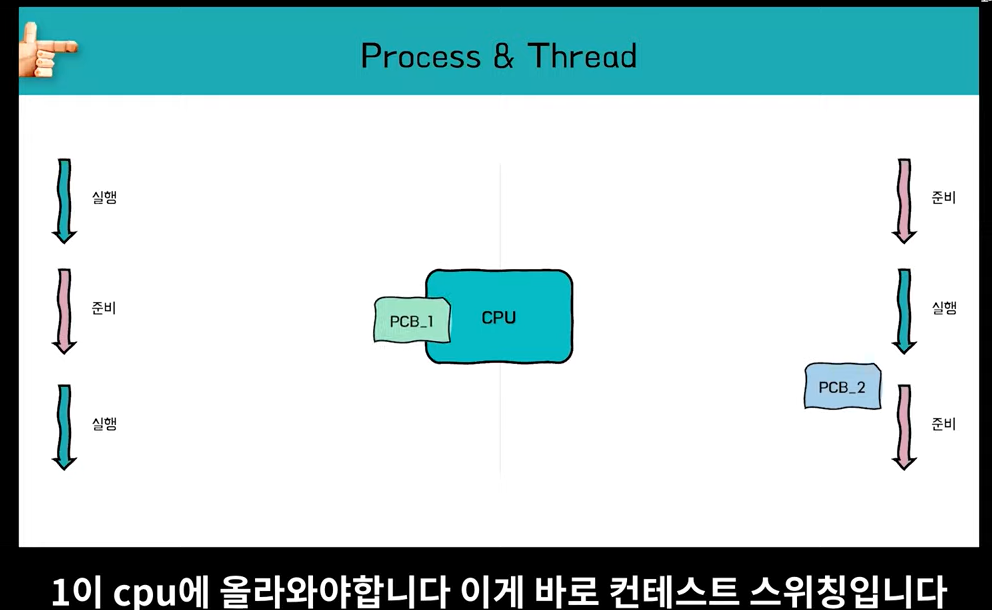 Process & Thread
실행
준비
준비
실행
PCB_1
CPU
PCB_2
실행
준비
1이 cpu에 올라와야합니다 이게 바로 컨테스트 스위칭입니다